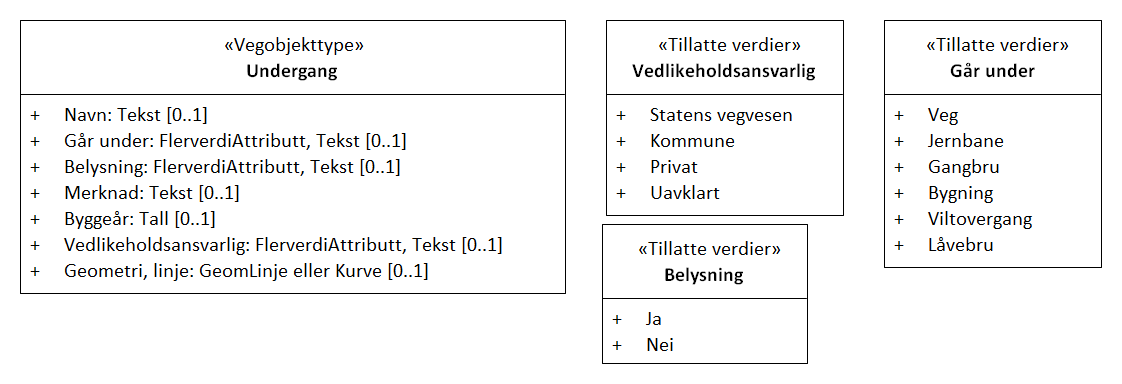 «Vegobjekttype»
Undergang
+ Navn: Tekst [0..1]
+ Går under: FlerverdiAttributt, Tekst [0..1]
+ Belysning: FlerverdiAttributt, Tekst [0..1]
+ Merknad: Tekst [0..1]
+ Byggeår: Tall [0..1]
+ Vedlikeholdsansvarlig: FlerverdiAttributt, Tekst [0..1]
+ Geometri, linje: GeomLinje eller Kurve [0..1]
«Tillatte verdier»
Vedlikeholdsansvarlig
+ Statens vegvesen
+ Kommune
+ Privat
+ Uavklart
«Tillatte verdier»
Belysning
+ Ja
+ Nei
«Tillatte verdier»
Går under
+ Veg
+ Jernbane
+ Gangbru
+ Bygning
+ Viltovergang
+ Låvebru